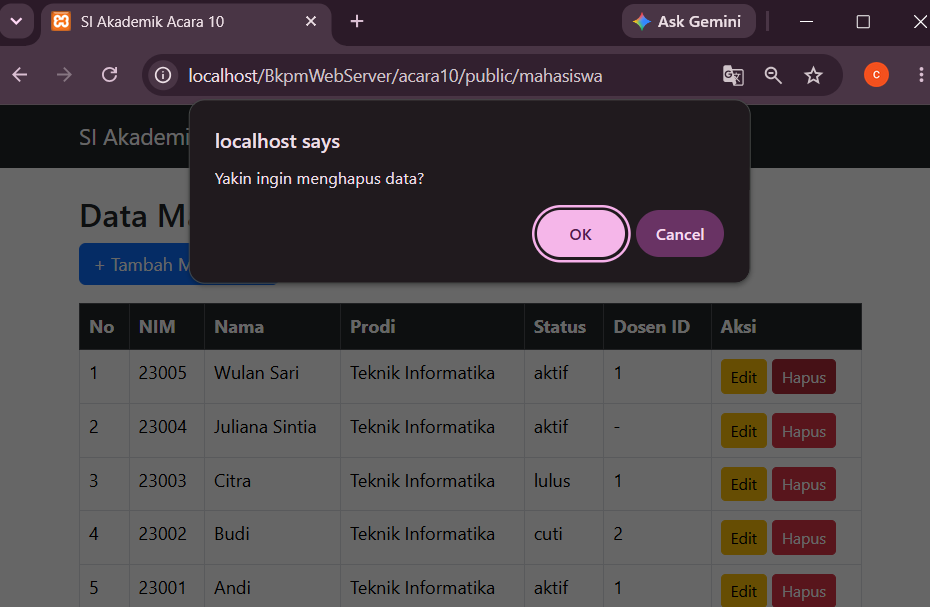 SI Akademik Acara 10
Ask Gemini
localhost/BkpmWebServer/acara10/public/mahasiswa
C
SI Akademi
localhost says
Yakin ingin menghapus data?
OK Cancel
Data Ma
+ Tambah M
No NIM Nama Prodi Status Dosen ID Aksi
1 23005 Wulan Sari Teknik Informatika aktif 1 Edit Hapus
2 23004 Juliana Sintia Teknik Informatika aktif - Edit Hapus
3 23003 Citra Teknik Informatika lulus 1 Edit Hapus
4 23002 Budi Teknik Informatika cuti 2 Edit Hapus
5 23001 Andi Teknik Informatika aktif 1 Edit Hapus